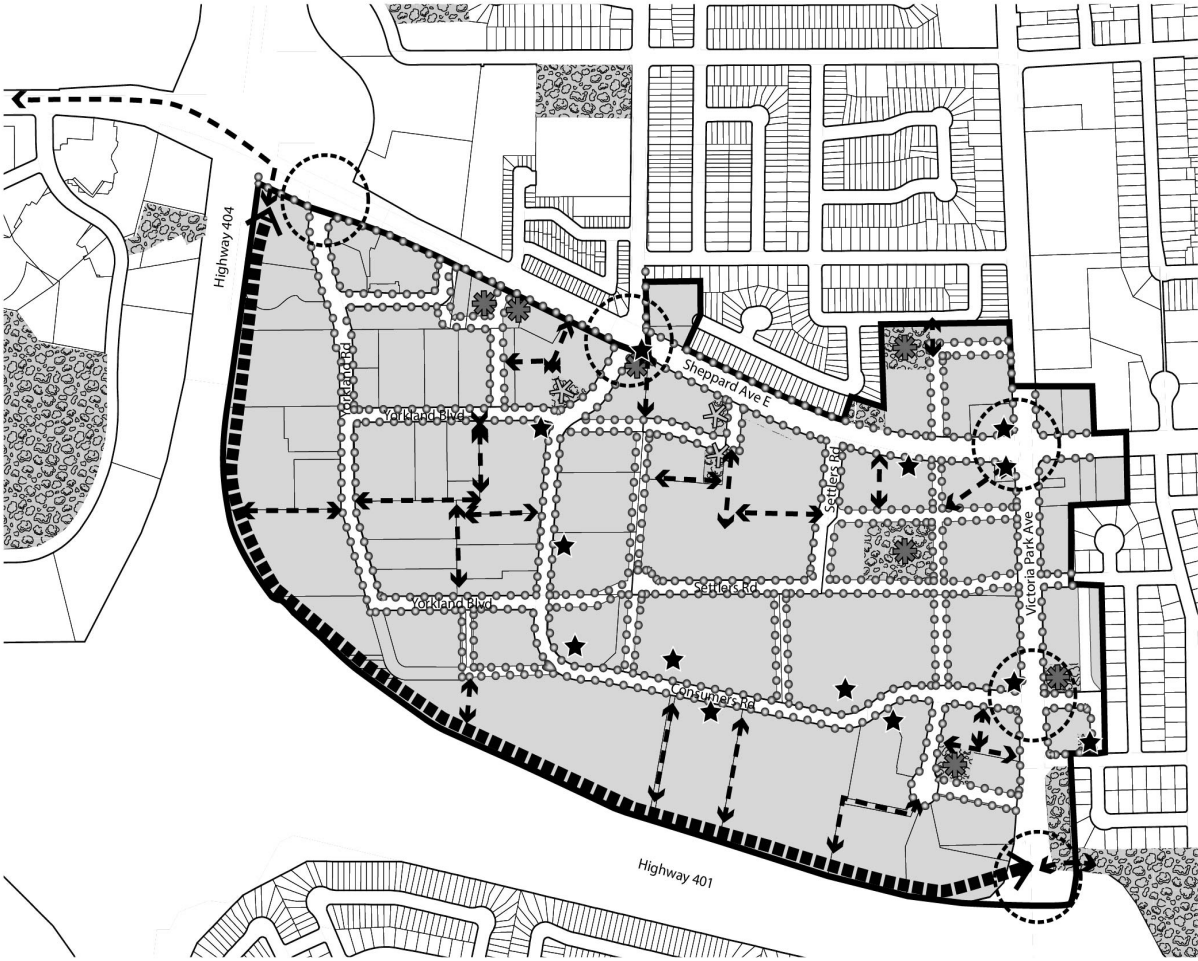 Highway 404
Sheppard Ave E
Yorkland Rd
Yorkland Blvd
Settlers Rd
Victoria Park Ave
Settlers Rd
Yorkland Blvd
Consumers Rd
Highway 401